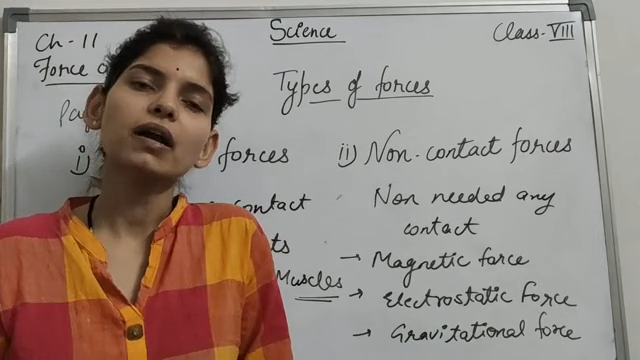 Ch-11 Science Class-VIII
Force
Types of forces
i) forces
contact
Muscles
ii) Non-contact forces
Non needed any
contact
→ Magnetic force
→ Electrostatic Force
→ Gravitational force